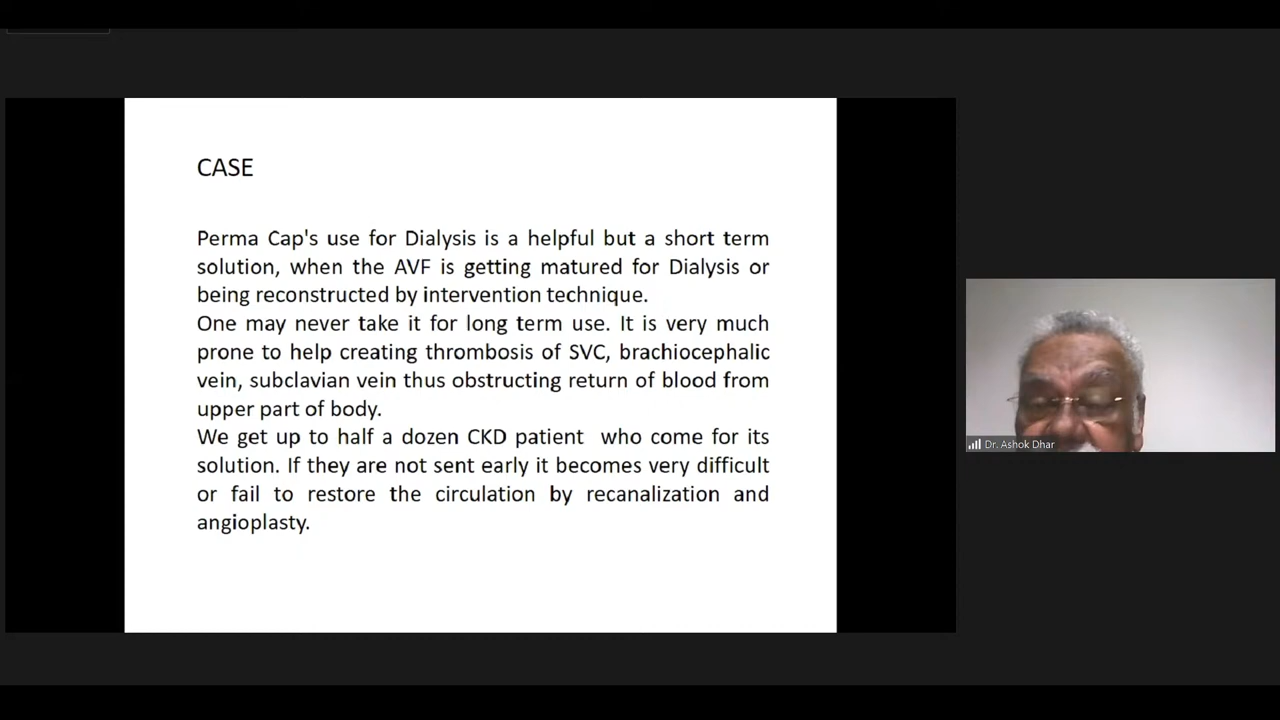 CASE
Perma Cap's use for Dialysis is a helpful but a short term
solution, when the AVF is getting matured for Dialysis or
being reconstructed by intervention technique.
One may never take it for long term use. It is very much
prone to help creating thrombosis of SVC, brachiocephalic
vein, subclavian vein thus obstructing return of blood from
upper part of body.
We get up to half a dozen CKD patient who come for its
solution. If they are not sent early it becomes very difficult
or fail to restore the circulation by recanalization and
angioplasty.
Dr. Ashok Dhar